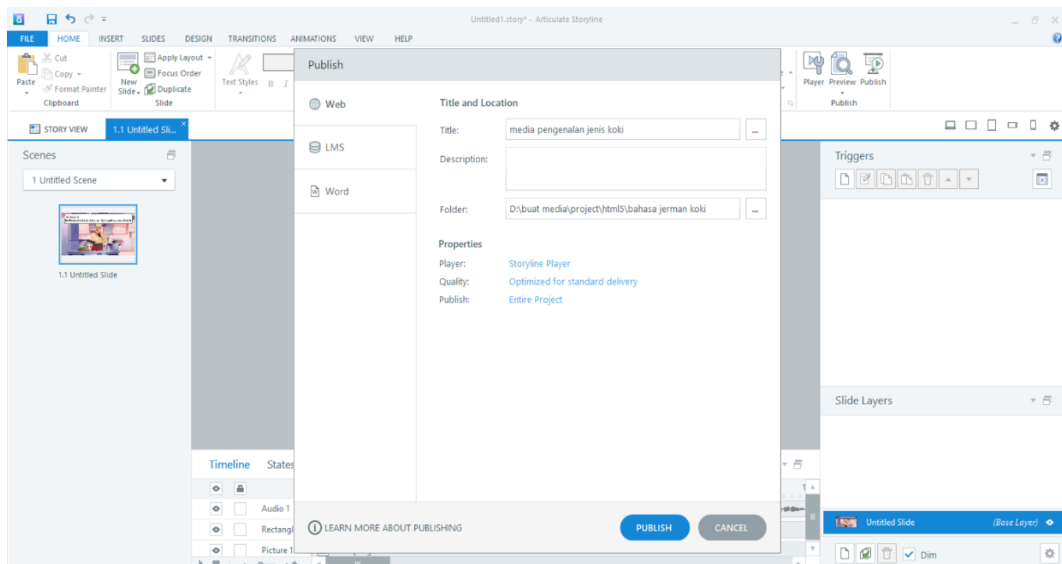 Untitled1.story* - Articulate Storyline
FILE HOME INSERT SLIDES DESIGN TRANSITIONS ANIMATIONS VIEW HELP
Paste
Cut
Copy
Format Painter
Clipboard
New Slide
Apply Layout
Focus Order
Duplicate
Slide
Text Styles
B I
Player Preview Publish
Publish
STORY VIEW
1.1 Untitled Sli...
Scenes
1 Untitled Scene
1.1 Untitled Slide
Publish
Web
LMS
Word
Title and Location
Title: media pengenalan jenis koki ...
Description:
Folder: D:\buat media\project\html5\bahasa jerman koki ...
Properties
Player: Storyline Player
Quality: Optimized for standard delivery
Publish: Entire Project
LEARN MORE ABOUT PUBLISHING
PUBLISH
CANCEL
Timeline States
Audio 1
Rectangl
Picture 1
Triggers
Slide Layers
Untitled Slide (Base Layer)
Dim